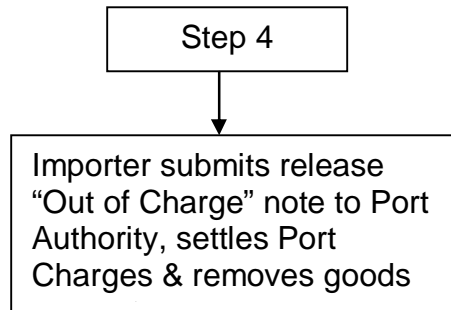 Step 4
Importer submits release
“Out of Charge” note to Port
Authority, settles Port
Charges & removes goods